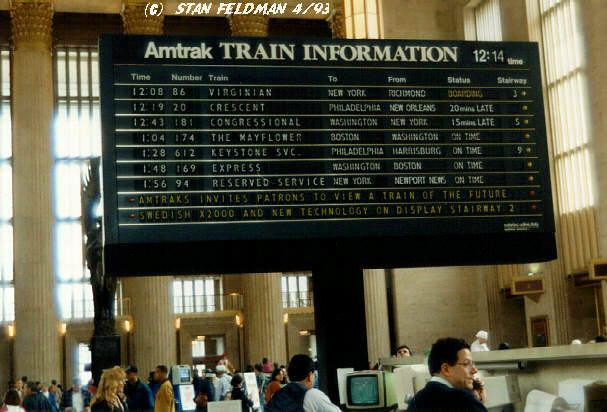 (C) STAN FELDMAN 4/93
Amtrak TRAIN INFORMATION 12:14 time
Time Number Train To From Status Stairway
12:08 86 VIRGINIAN NEW YORK RICHMOND BOARDING 3
12:19 20 CRESCENT PHILADELPHIA NEW ORLEANS 20mins LATE
12:43 181 CONGRESSIONAL WASHINGTON NEW YORK 15mins LATE 5
1:04 174 THE MAYFLOWER BOSTON WASHINGTON ON TIME
1:28 612 KEYSTONE SVC. PHILADELPHIA HARRISBURG ON TIME 9
1:48 169 EXPRESS WASHINGTON BOSTON ON TIME
1:56 94 RESERVED SERVICE NEW YORK NEWPORT NEWS ON TIME
AMTRAKS INVITES PATRONS TO VIEW A TRAIN OF THE FUTURE
SWEDISH X2000 AND NEW TECHNOLOGY ON DISPLAY STAIRWAY 2